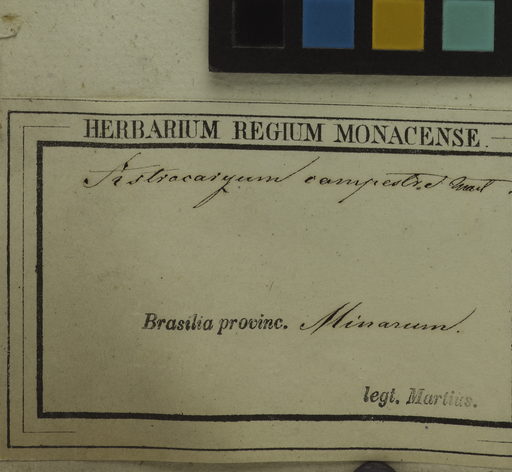 HERBARIUM REGIUM MONACENSE.
Astrocaryum campestre Mart.
Brasilia provinc. Minarum.
legt. Martius.